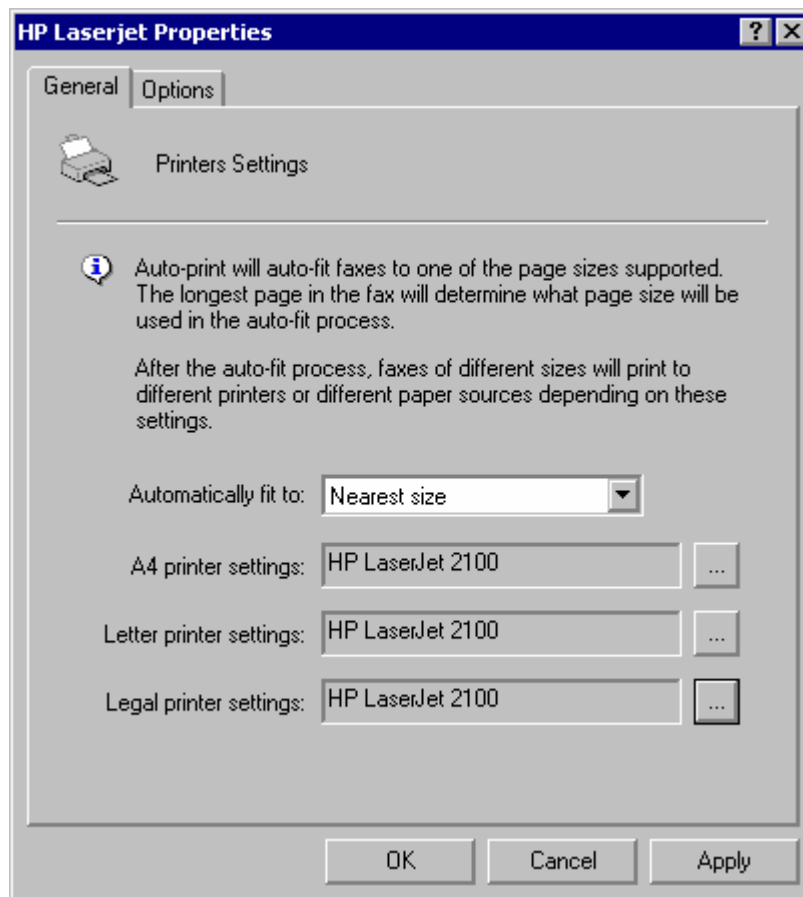 HP Laserjet Properties
General
Options
Printers Settings
Auto-print will auto-fit faxes to one of the page sizes supported.
The longest page in the fax will determine what page size will be
used in the auto-fit process.
After the auto-fit process, faxes of different sizes will print to
different printers or different paper sources depending on these
settings.
Automatically fit to: Nearest size
A4 printer settings: HP LaserJet 2100 ...
Letter printer settings: HP LaserJet 2100 ...
Legal printer settings: HP LaserJet 2100 ...
OK Cancel Apply